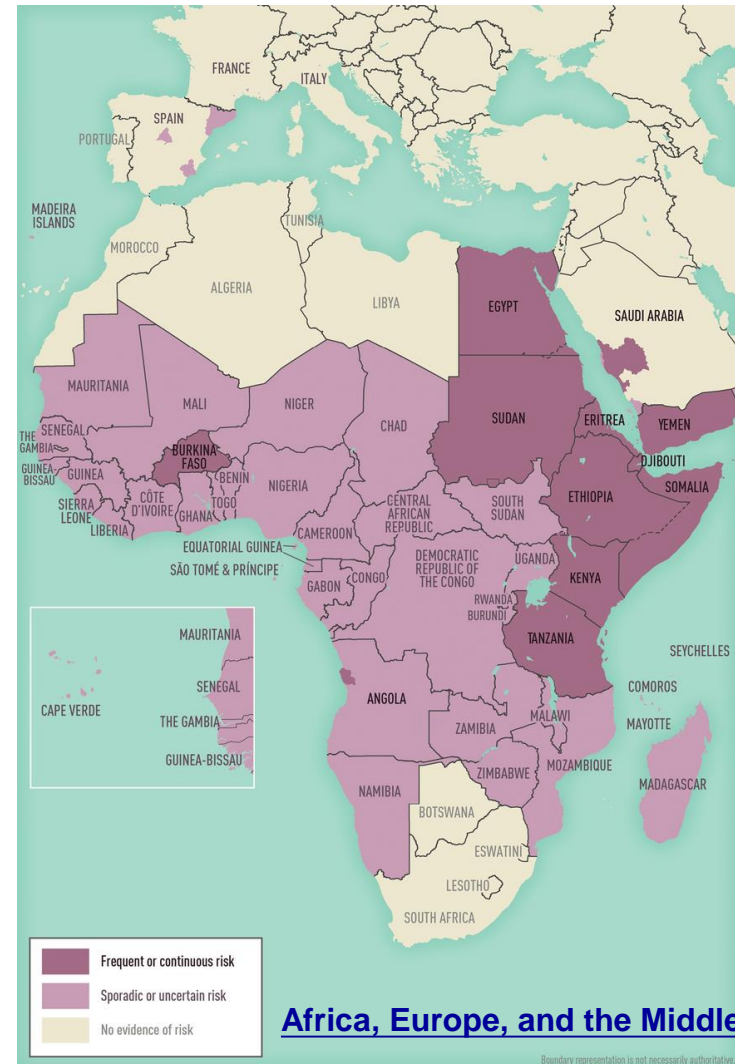 FRANCE
ITALY
SPAIN
PORTUGAL
MADEIRA
ISLANDS
TUNISIA
MOROCCO
ALGERIA
LIBYA
EGYPT
SAUDI ARABIA
MAURITANIA
MALI
NIGER
CHAD
SUDAN
ERITREA
YEMEN
THE
GAMBIA
SENEGAL
BURKINA
FASO
DJIBOUTI
GUINEA-
BISSAU
GUINEA
BENIN
NIGERIA
ETHIOPIA
SOMALIA
SIERRA
LEONE
CÔTE
D'IVOIRE
TOGO
GHANA
LIBERIA
CENTRAL
AFRICAN
REPUBLIC
SOUTH
SUDAN
CAMEROON
EQUATORIAL GUINEA
SÃO TOMÉ & PRÍNCIPE
GABON
CONGO
DEMOCRATIC
REPUBLIC
OF THE CONGO
UGANDA
KENYA
RWANDA
BURUNDI
TANZANIA
SEYCHELLES
COMOROS
MAYOTTE
ANGOLA
ZAMBIA
MALAWI
MOZAMBIQUE
ZIMBABWE
MADAGASCAR
NAMIBIA
BOTSWANA
ESWATINI
LESOTHO
SOUTH AFRICA
MAURITANIA
SENEGAL
CAPE VERDE
THE GAMBIA
GUINEA-BISSAU
Frequent or continuous risk
Sporadic or uncertain risk
No evidence of risk
Africa, Europe, and the Middle
Boundary representation is not necessarily authoritative.